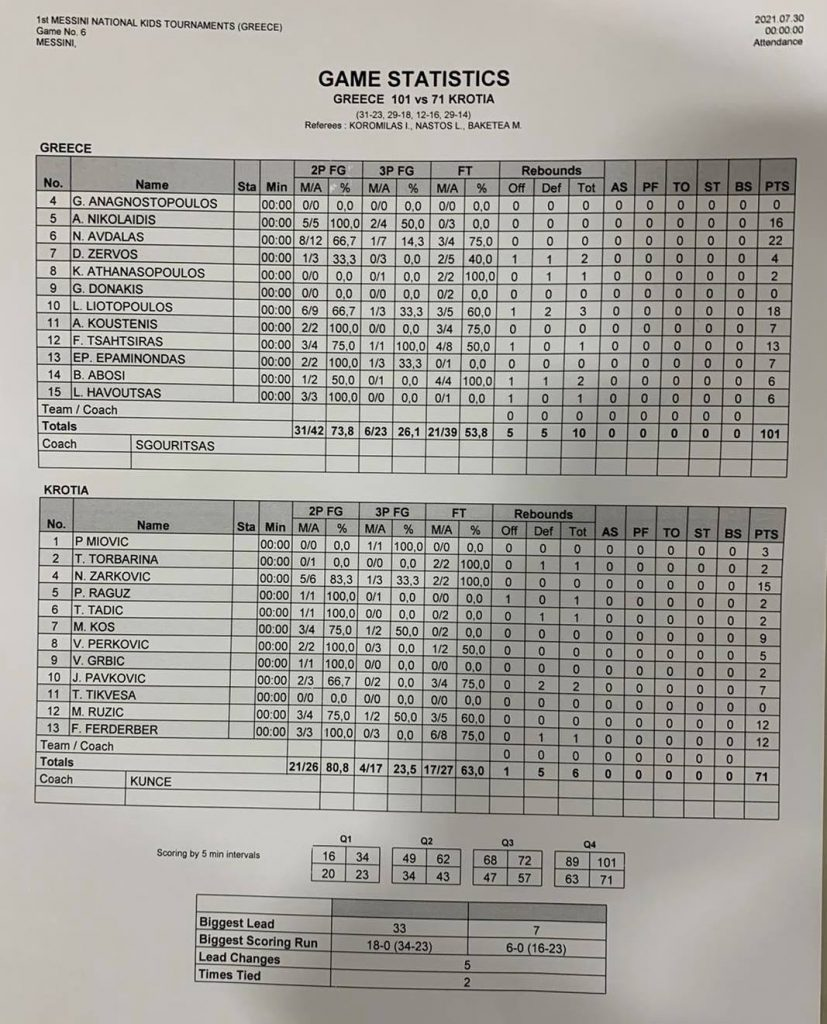 1st MESSINI NATIONAL KIDS TOURNAMENTS (GREECE)
Game No. 6
MESSINI,
2021.07.30
00:00:00
Attendance
GAME STATISTICS
GREECE 101 vs 71 KROTIA
(31-23, 29-18, 12-16, 29-14)
Referees : KOROMILAS I., NASTOS L., BAKETEA M.
GREECE
2P FG 3P FG FT Rebounds
No. Name Sta Min M/A % M/A % M/A % Off Def Tot AS PF TO ST BS PTS
4 G. ANAGNOSTOPOULOS 00:00 0/0 0,0 0/0 0,0 0/0 0,0 0 0 0 0 0 0 0 0 0
5 A. NIKOLAIDIS 00:00 5/5 100,0 2/4 50,0 0/3 0,0 0 0 0 0 0 0 0 0 16
6 N. AVDALAS 00:00 8/12 66,7 1/7 14,3 3/4 75,0 0 0 0 0 0 0 0 0 22
7 D. ZERVOS 00:00 1/3 33,3 0/3 0,0 2/5 40,0 1 1 2 0 0 0 0 0 4
8 K. ATHANASOPOULOS 00:00 0/0 0,0 0/1 0,0 2/2 100,0 0 1 1 0 0 0 0 0 2
9 G. DONAKIS 00:00 0/0 0,0 0/0 0,0 0/2 0,0 0 0 0 0 0 0 0 0 0
10 L. LIOTOPOULOS 00:00 6/9 66,7 1/3 33,3 3/5 60,0 1 2 3 0 0 0 0 0 18
11 A. KOUSTENIS 00:00 2/2 100,0 0/0 0,0 3/4 75,0 0 0 0 0 0 0 0 0 7
12 F. TSAHTSIRAS 00:00 3/4 75,0 1/1 100,0 4/8 50,0 1 0 1 0 0 0 0 0 13
13 EP. EPAMINONDAS 00:00 2/2 100,0 1/3 33,3 0/1 0,0 0 0 0 0 0 0 0 0 7
14 B. ABOSI 00:00 1/2 50,0 0/1 0,0 4/4 100,0 1 1 2 0 0 0 0 0 6
15 L. HAVOUTSAS 00:00 3/3 100,0 0/0 0,0 0/1 0,0 1 0 1 0 0 0 0 0 6
Team / Coach 0 0 0 0 0 0 0 0
Totals 31/42 73,8 6/23 26,1 21/39 53,8 5 5 10 0 0 0 0 0 101
Coach SGOURITSAS
KROTIA
2P FG 3P FG FT Rebounds
No. Name Sta Min M/A % M/A % M/A % Off Def Tot AS PF TO ST BS PTS
1 P MIOVIC 00:00 0/0 0,0 1/1 100,0 0/0 0,0 0 0 0 0 0 0 0 0 3
2 T. TORBARINA 00:00 0/1 0,0 0/0 0,0 2/2 100,0 0 1 1 0 0 0 0 0 2
4 N. ZARKOVIC 00:00 5/6 83,3 1/3 33,3 2/2 100,0 0 0 0 0 0 0 0 0 15
5 P. RAGUZ 00:00 1/1 100,0 0/1 0,0 0/0 0,0 1 0 1 0 0 0 0 0 2
6 T. TADIC 00:00 1/1 100,0 0/0 0,0 0/2 0,0 0 1 1 0 0 0 0 0 2
7 M. KOS 00:00 3/4 75,0 1/2 50,0 0/2 0,0 0 0 0 0 0 0 0 0 9
8 V. PERKOVIC 00:00 2/2 100,0 0/3 0,0 1/2 50,0 0 0 0 0 0 0 0 0 5
9 V. GRBIC 00:00 1/1 100,0 0/0 0,0 0/0 0,0 0 0 0 0 0 0 0 0 2
10 J. PAVKOVIC 00:00 2/3 66,7 0/2 0,0 3/4 75,0 0 2 2 0 0 0 0 0 7
11 T. TIKVESA 00:00 0/0 0,0 0/0 0,0 0/0 0,0 0 0 0 0 0 0 0 0 0
12 M. RUZIC 00:00 3/4 75,0 1/2 50,0 3/5 60,0 0 0 0 0 0 0 0 0 12
13 F. FERDERBER 00:00 3/3 100,0 0/3 0,0 6/8 75,0 0 1 1 0 0 0 0 0 12
Team / Coach 0 0 0 0 0 0 0 0
Totals 21/26 80,8 4/17 23,5 17/27 63,0 1 5 6 0 0 0 0 0 71
Coach KUNCE
Q1 Q2 Q3 Q4
Scoring by 5 min intervals 16 34 49 62 68 72 89 101
20 23 34 43 47 57 63 71
Biggest Lead 33 7
Biggest Scoring Run 18-0 (34-23) 6-0 (16-23)
Lead Changes 5
Times Tied 2